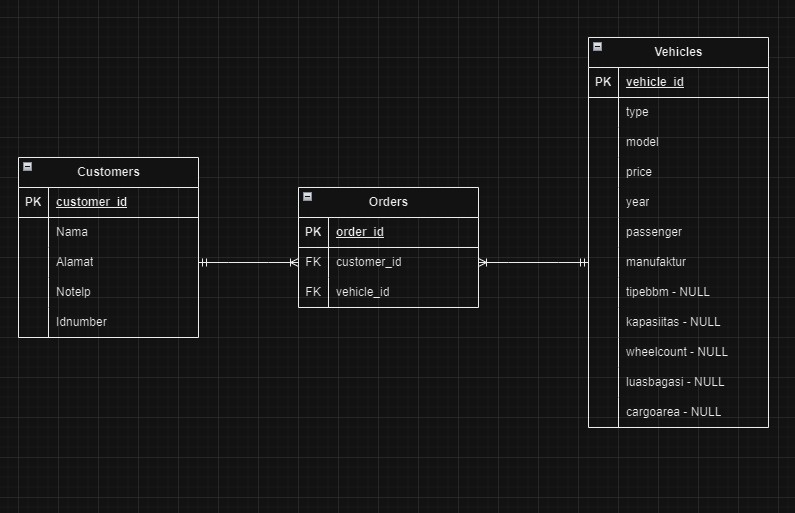 Customers
PK customer_id
Nama
Alamat
Notelp
Idnumber
Orders
PK order_id
FK customer_id
FK vehicle_id
Vehicles
PK vehicle_id
type
model
price
year
passenger
manufaktur
tipebbm - NULL
kapasiitas - NULL
wheelcount - NULL
luasbagasi - NULL
cargoarea - NULL